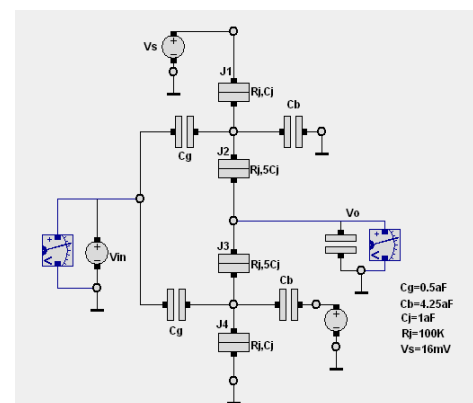 Vs
J1
Rj,Cj
Cb
Cg
J2
Rj,5Cj
Vo
Vin
J3
Rj,5Cj
Cb
Cg
J4
Rj,Cj
Cg=0.5aF
Cb=4.25aF
Cj=1aF
Rj=100K
Vs=16mV